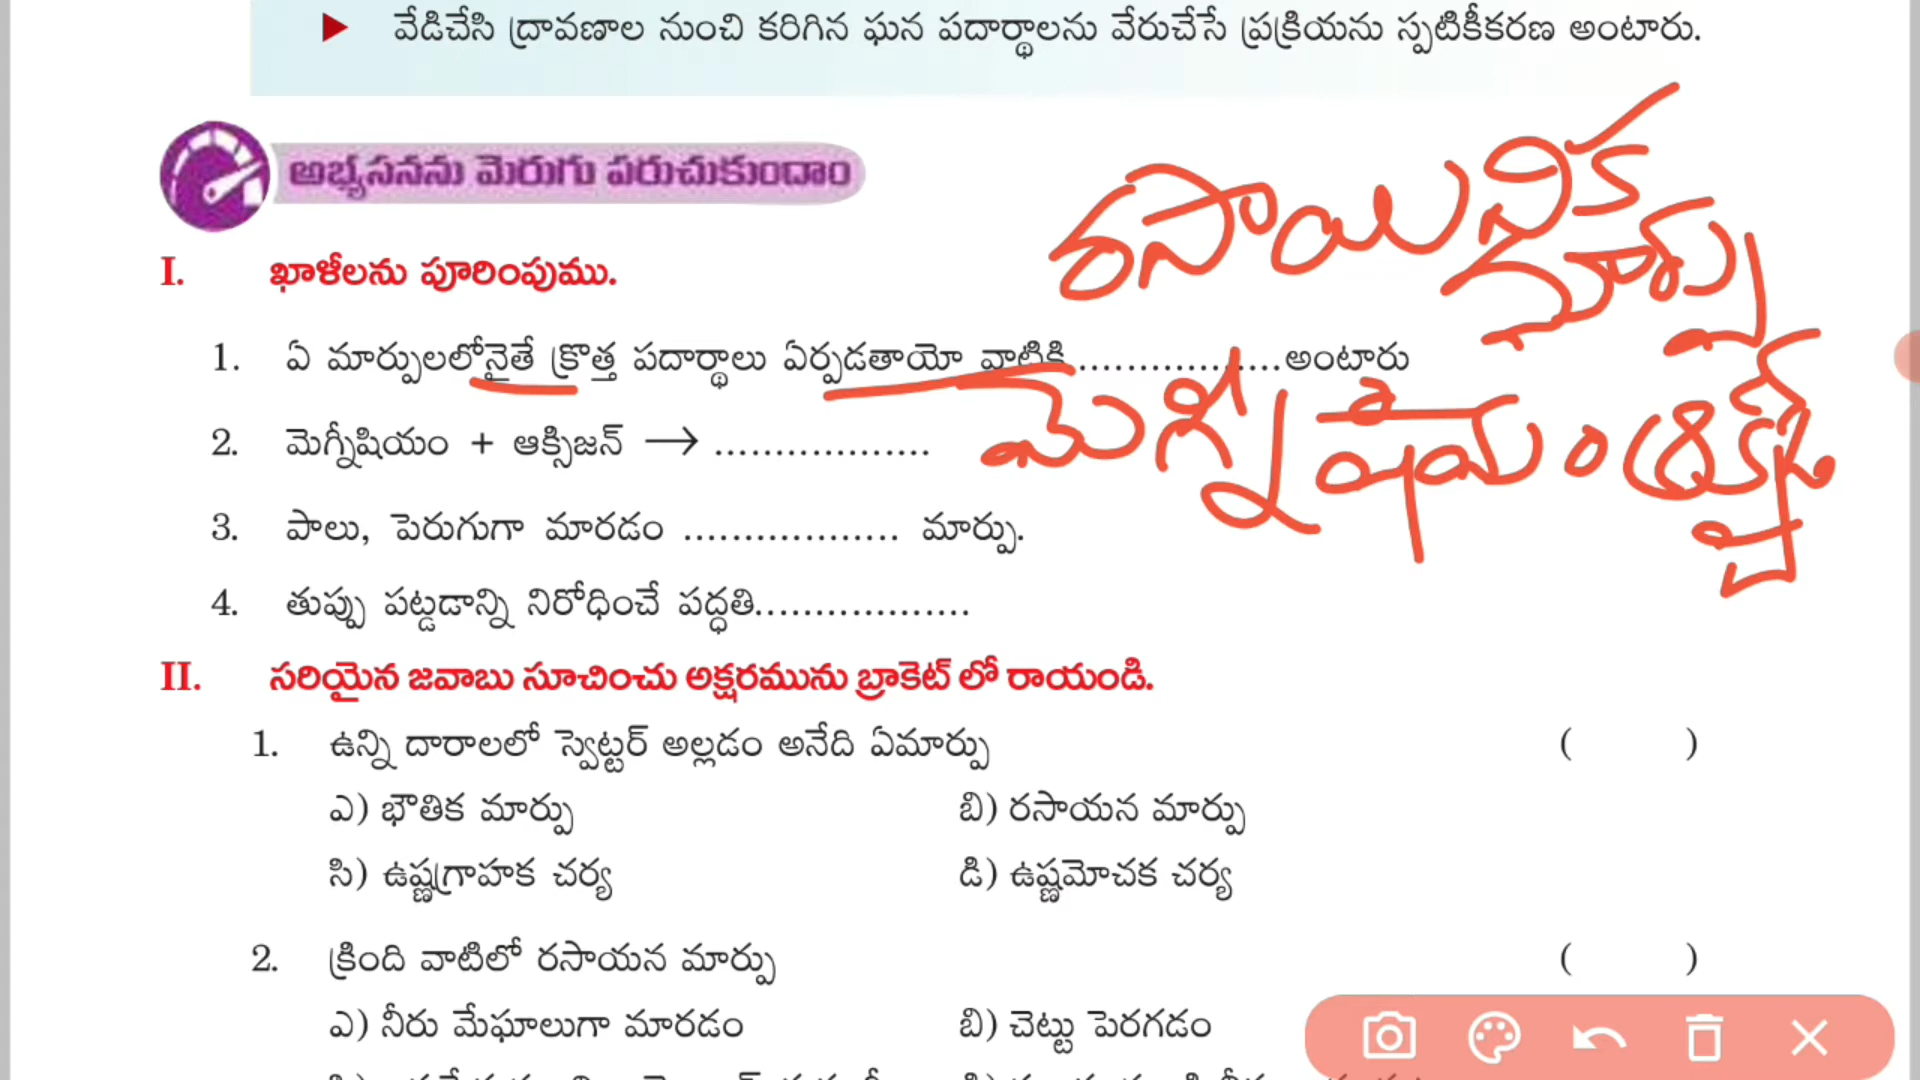 వేడిచేసి ద్రావణాల నుంచి కరిగిన ఘన పదార్థాలను వేరుచేసే ప్రక్రియను స్పటికీకరణ అంటారు.
అభ్యసనను మెరుగు పరుచుకుందాం
రసాయనిక
మార్పు
I. ఖాళీలను పూరింపుము.
1. ఏ మార్పులలోనైతే క్రొత్త పదార్థాలు ఏర్పడతాయో వాటికి..................అంటారు
2. మెగ్నీషియం + ఆక్సిజన్ → ..................
మెగ్నీషియం ఆక్సైడ్
3. పాలు, పెరుగుగా మారడం .................. మార్పు.
4. తుప్పు పట్టడాన్ని నిరోధించే పద్ధతి..................
II. సరియైన జవాబు సూచించు అక్షరమును బ్రాకెట్ లో రాయండి.
1. ఉన్ని దారాలలో స్వెట్టర్ అల్లడం అనేది ఏమార్పు ( )
ఎ) భౌతిక మార్పు బి) రసాయన మార్పు
సి) ఉష్ణగ్రాహక చర్య డి) ఉష్ణమోచక చర్య
2. క్రింది వాటిలో రసాయన మార్పు ( )
ఎ) నీరు మేఘాలుగా మారడం బి) చెట్టు పెరగడం